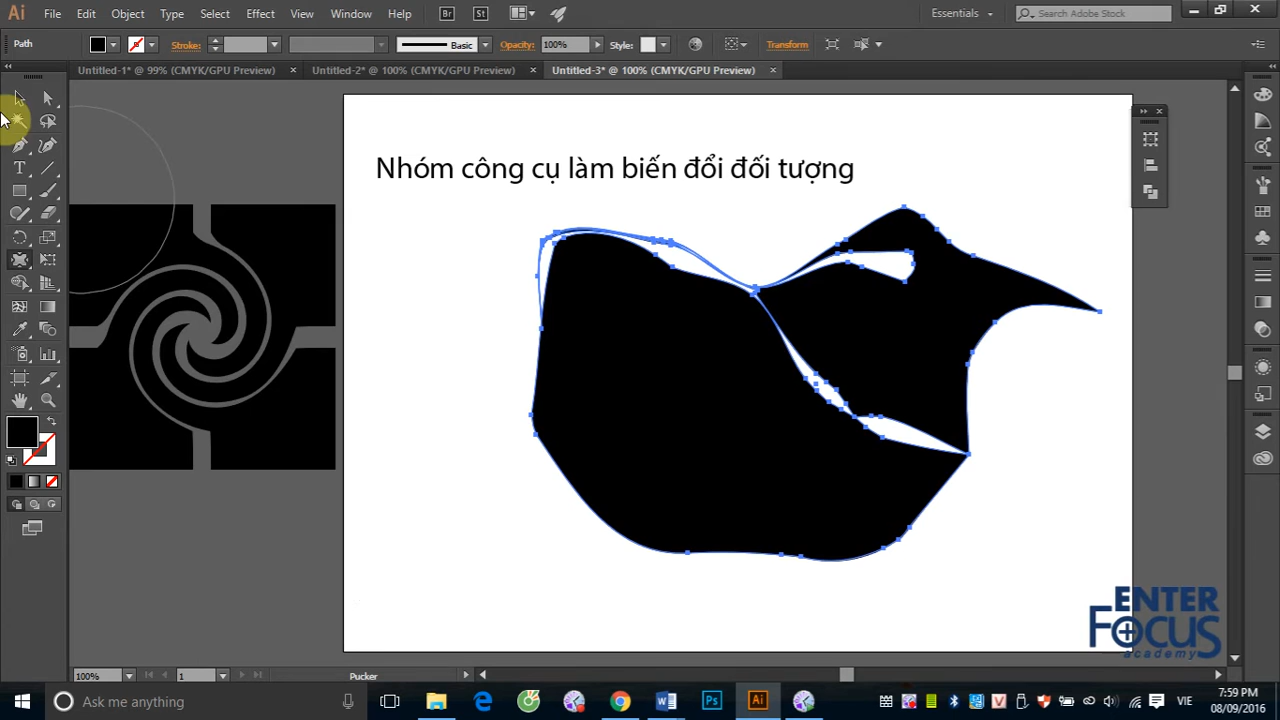 Ai File Edit Object Type Select Effect View Window Help Br St Essentials Search Adobe Stock
Path Stroke: Basic Opacity: 100% Style: Transform
Untitled-1* @ 99% (CMYK/GPU Preview) Untitled-2* @ 100% (CMYK/GPU Preview) Untitled-3* @ 100% (CMYK/GPU Preview)
Nhóm công cụ làm biến đổi đối tượng
ENTER
FOCUS
academy
100% 1 Pucker
Ask me anything Ps Ai VIE 7:59 PM
08/09/2016